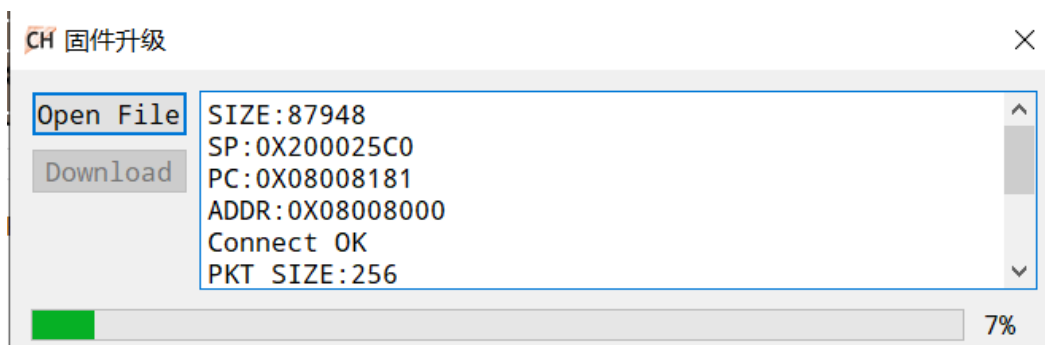 CH 固件升级
Open File
Download
SIZE:87948
SP:0X200025C0
PC:0X08008181
ADDR:0X08008000
Connect OK
PKT SIZE:256
7%